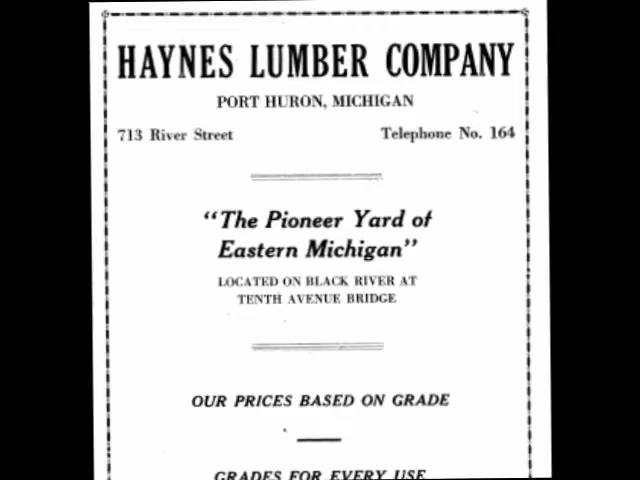 HAYNES LUMBER COMPANY
PORT HURON, MICHIGAN
713 River Street Telephone No. 164
"The Pioneer Yard of
Eastern Michigan"
LOCATED ON BLACK RIVER AT
TENTH AVENUE BRIDGE
OUR PRICES BASED ON GRADE
GRADES FOR EVERY USE